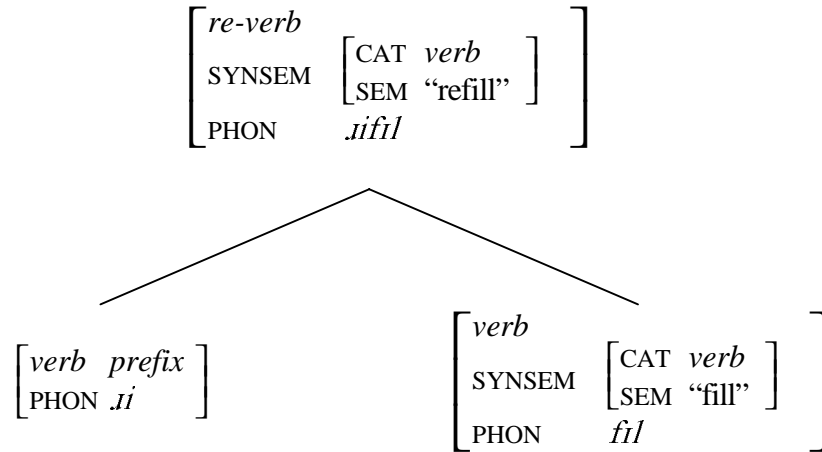 re-verb
SYNSEM
CAT verb
SEM “refill”
PHON ɹifɪl
verb prefix
PHON ɹi
verb
SYNSEM
CAT verb
SEM “fill”
PHON fɪl